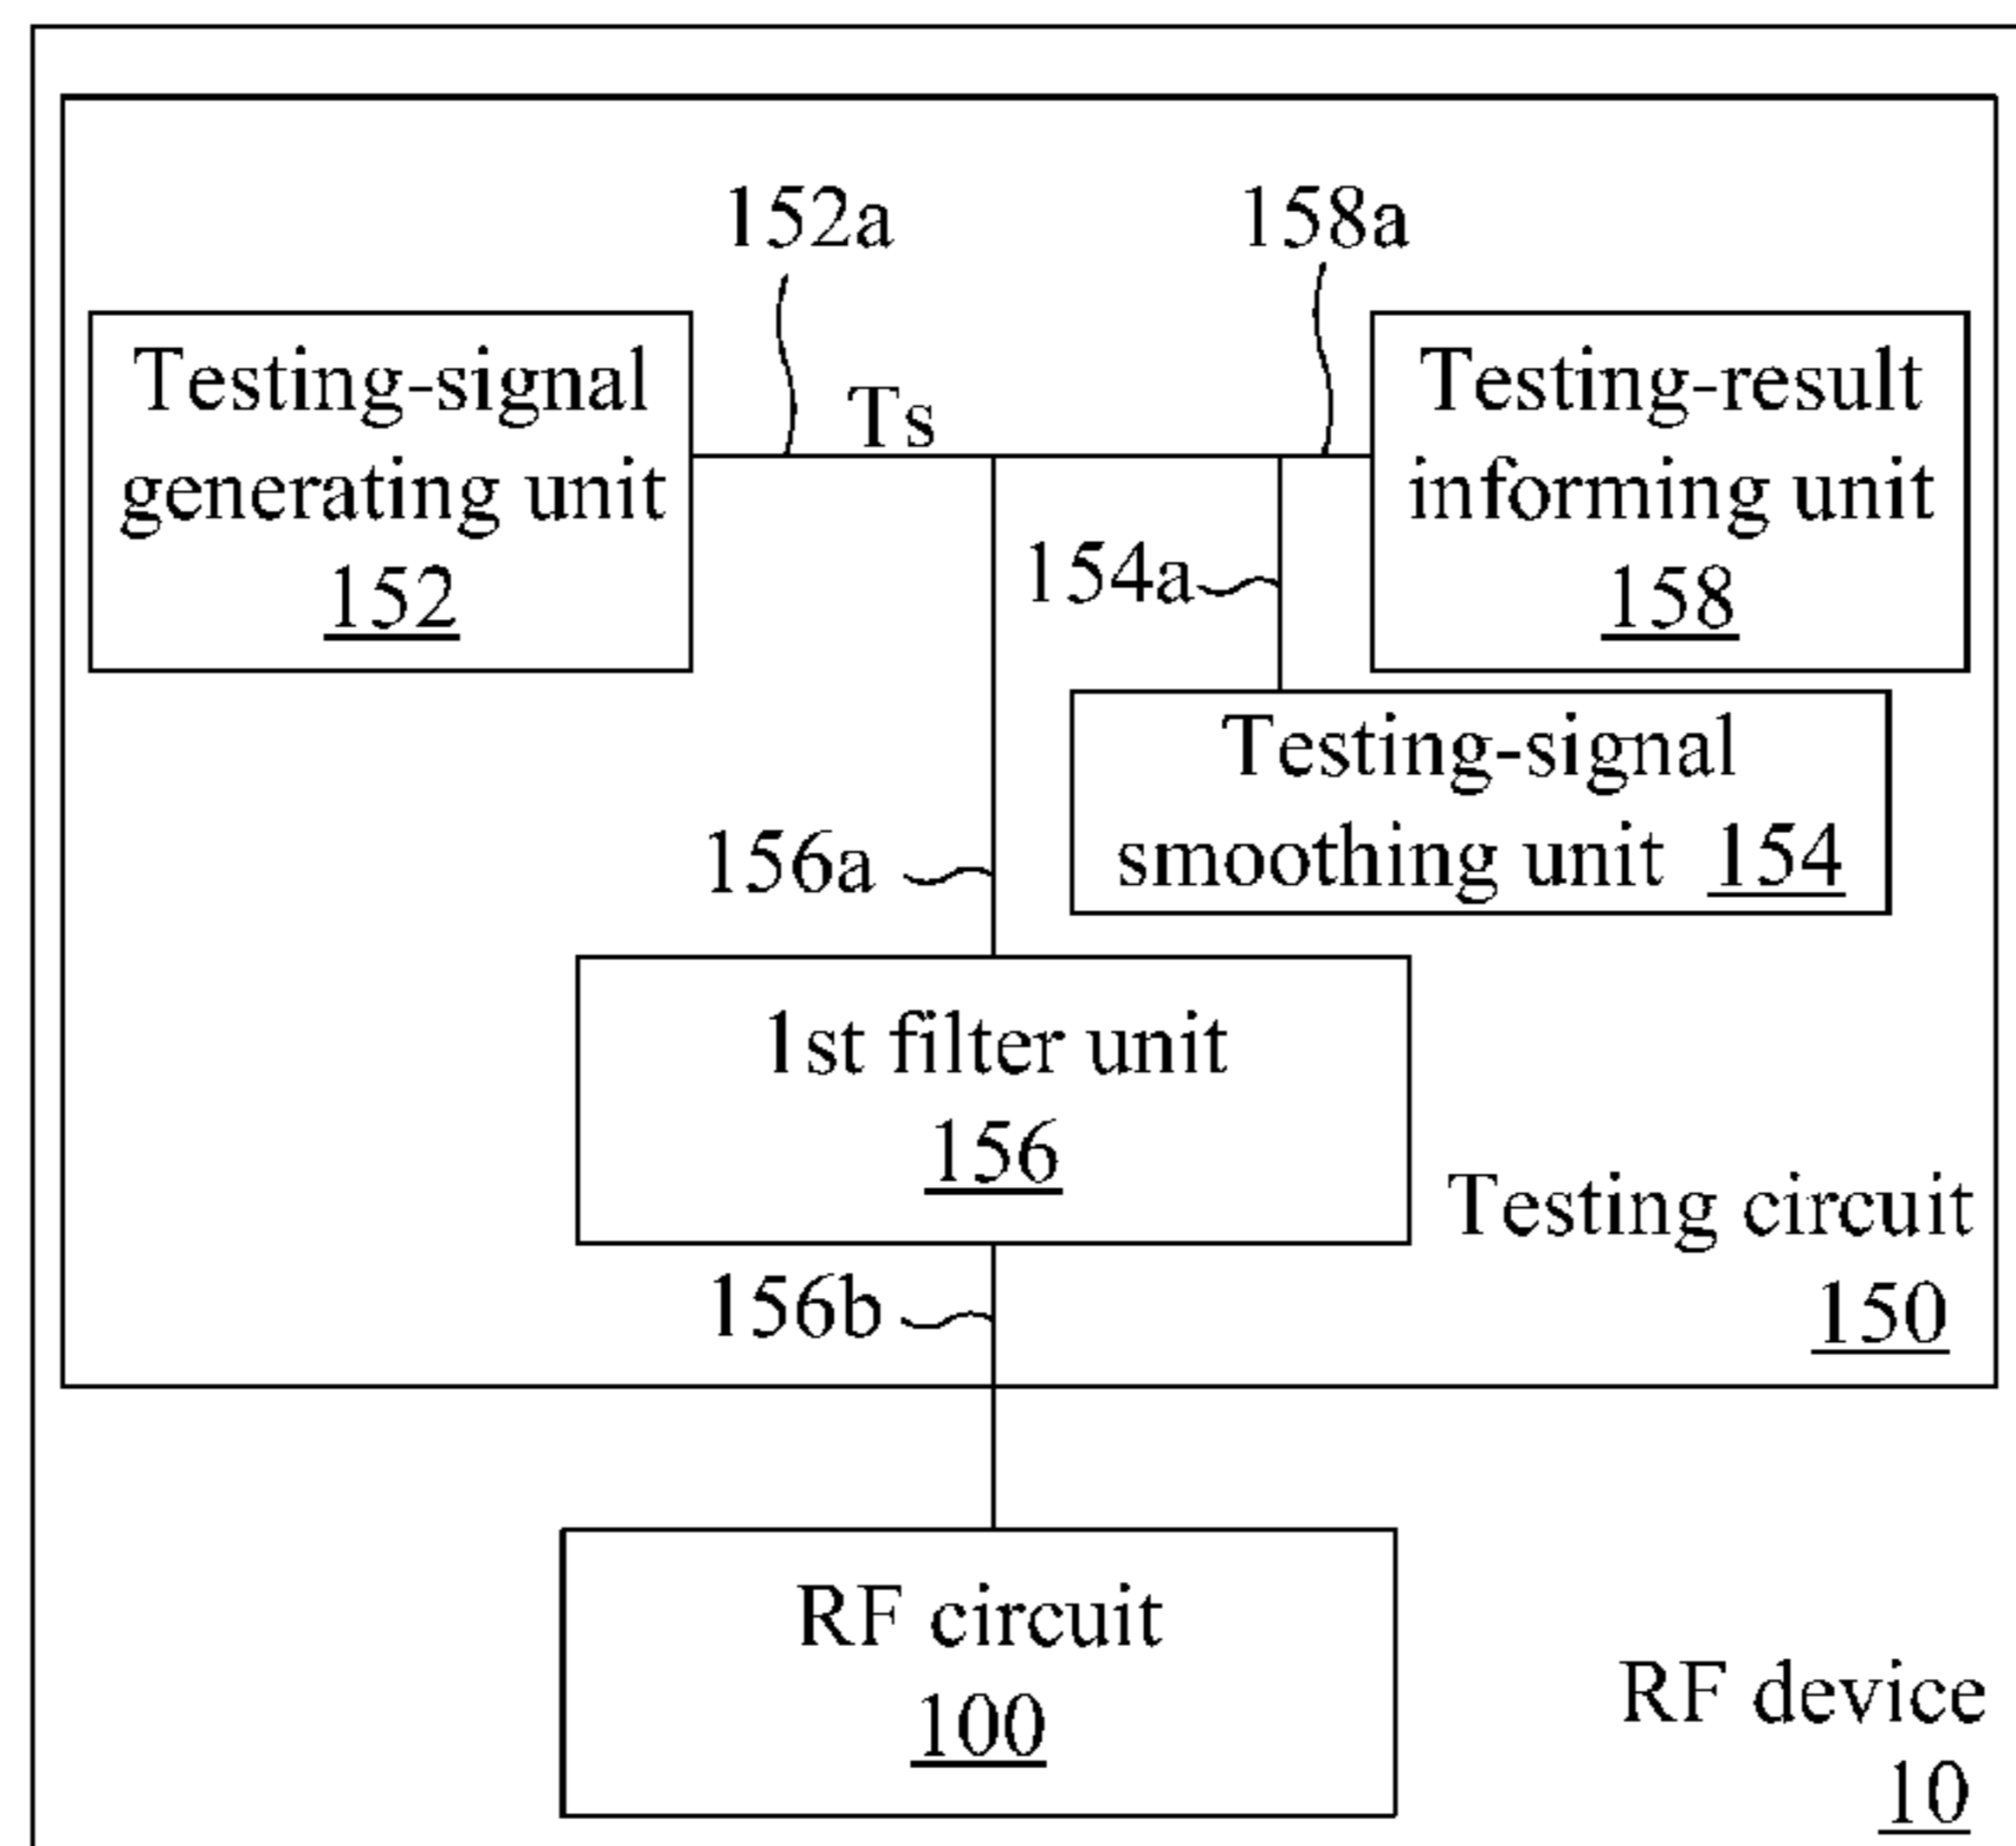 152a
158a
Testing-signal
generating unit
152
Ts
Testing-result
informing unit
158
154a
Testing-signal
smoothing unit 154
156a
1st filter unit
156
Testing circuit
150
156b
RF circuit
100
RF device
10